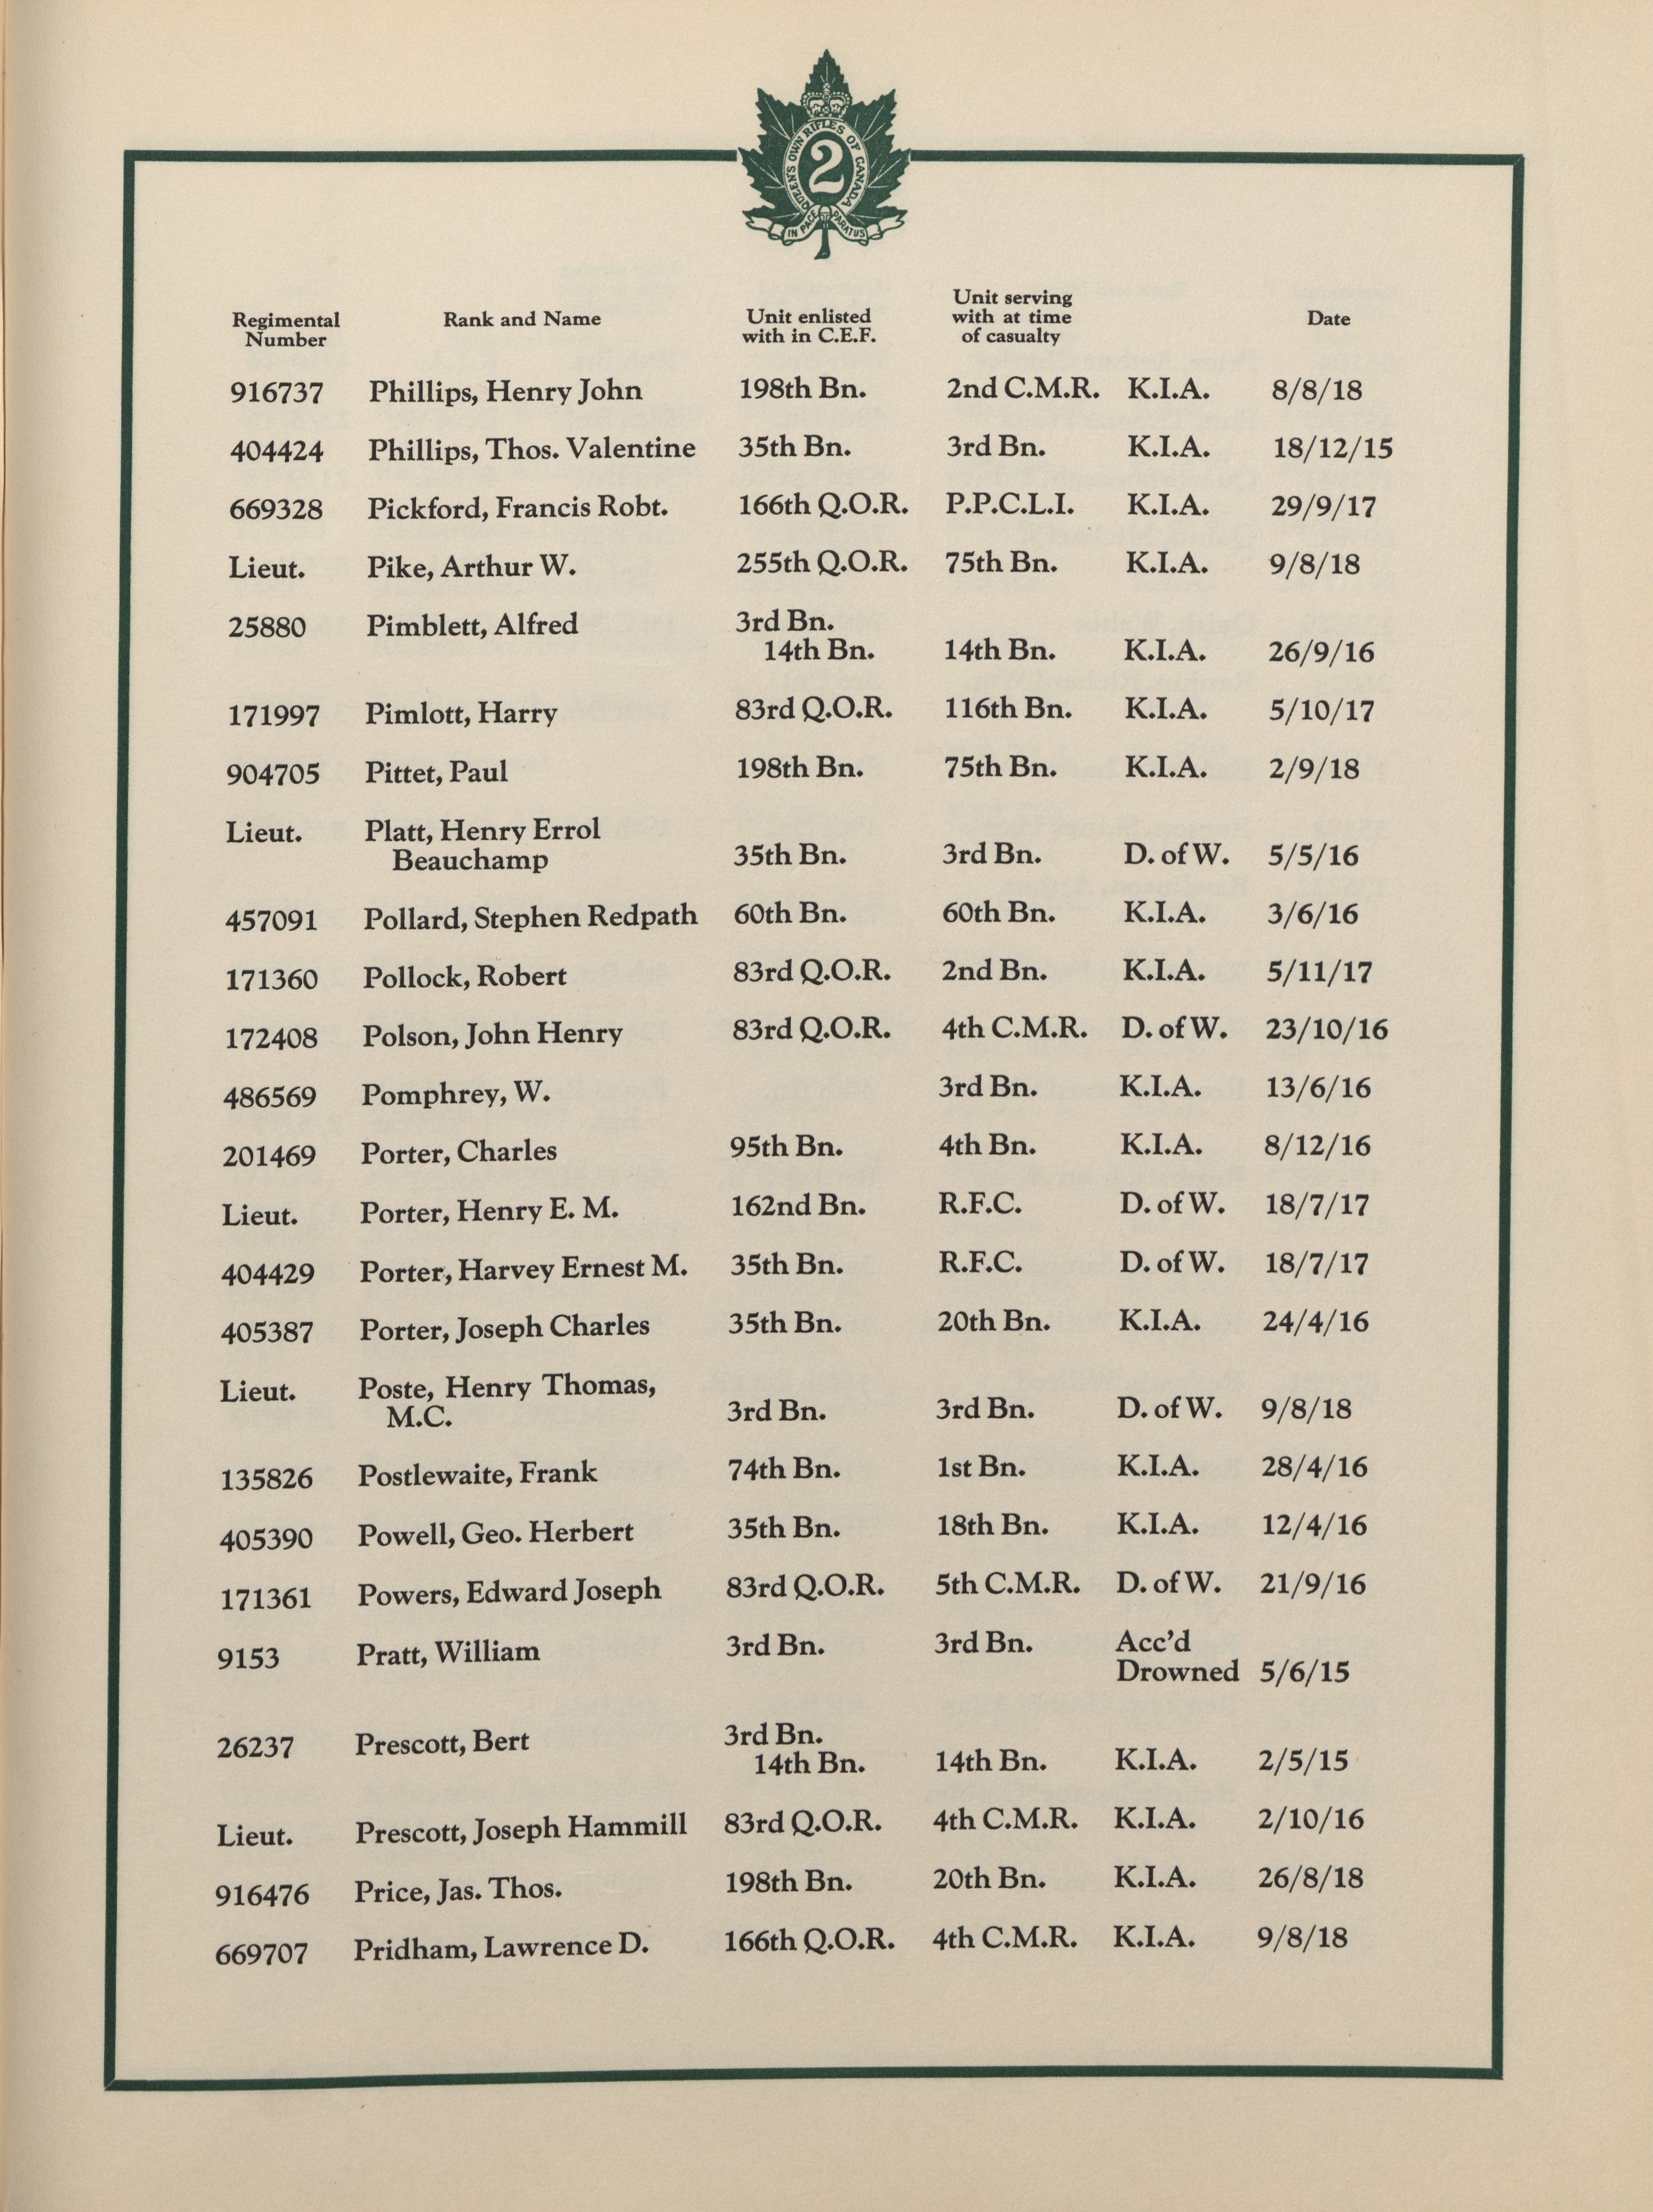 QUEEN'S OWN RIFLES OF CANADA
2
IN PACE PARATUS
Regimental Number Rank and Name Unit enlisted with in C.E.F. Unit serving with at time of casualty Date
916737 Phillips, Henry John 198th Bn. 2nd C.M.R. K.I.A. 8/8/18
404424 Phillips, Thos. Valentine 35th Bn. 3rd Bn. K.I.A. 18/12/15
669328 Pickford, Francis Robt. 166th Q.O.R. P.P.C.L.I. K.I.A. 29/9/17
Lieut. Pike, Arthur W. 255th Q.O.R. 75th Bn. K.I.A. 9/8/18
25880 Pimblett, Alfred 3rd Bn.
14th Bn. 14th Bn. K.I.A. 26/9/16
171997 Pimlott, Harry 83rd Q.O.R. 116th Bn. K.I.A. 5/10/17
904705 Pittet, Paul 198th Bn. 75th Bn. K.I.A. 2/9/18
Lieut. Platt, Henry Errol
Beauchamp 35th Bn. 3rd Bn. D. of W. 5/5/16
457091 Pollard, Stephen Redpath 60th Bn. 60th Bn. K.I.A. 3/6/16
171360 Pollock, Robert 83rd Q.O.R. 2nd Bn. K.I.A. 5/11/17
172408 Polson, John Henry 83rd Q.O.R. 4th C.M.R. D. of W. 23/10/16
486569 Pomphrey, W. 3rd Bn. K.I.A. 13/6/16
201469 Porter, Charles 95th Bn. 4th Bn. K.I.A. 8/12/16
Lieut. Porter, Henry E. M. 162nd Bn. R.F.C. D. of W. 18/7/17
404429 Porter, Harvey Ernest M. 35th Bn. R.F.C. D. of W. 18/7/17
405387 Porter, Joseph Charles 35th Bn. 20th Bn. K.I.A. 24/4/16
Lieut. Poste, Henry Thomas,
M.C. 3rd Bn. 3rd Bn. D. of W. 9/8/18
135826 Postlewaite, Frank 74th Bn. 1st Bn. K.I.A. 28/4/16
405390 Powell, Geo. Herbert 35th Bn. 18th Bn. K.I.A. 12/4/16
171361 Powers, Edward Joseph 83rd Q.O.R. 5th C.M.R. D. of W. 21/9/16
9153 Pratt, William 3rd Bn. 3rd Bn. Acc'd
Drowned 5/6/15
26237 Prescott, Bert 3rd Bn.
14th Bn. 14th Bn. K.I.A. 2/5/15
Lieut. Prescott, Joseph Hammill 83rd Q.O.R. 4th C.M.R. K.I.A. 2/10/16
916476 Price, Jas. Thos. 198th Bn. 20th Bn. K.I.A. 26/8/18
669707 Pridham, Lawrence D. 166th Q.O.R. 4th C.M.R. K.I.A. 9/8/18